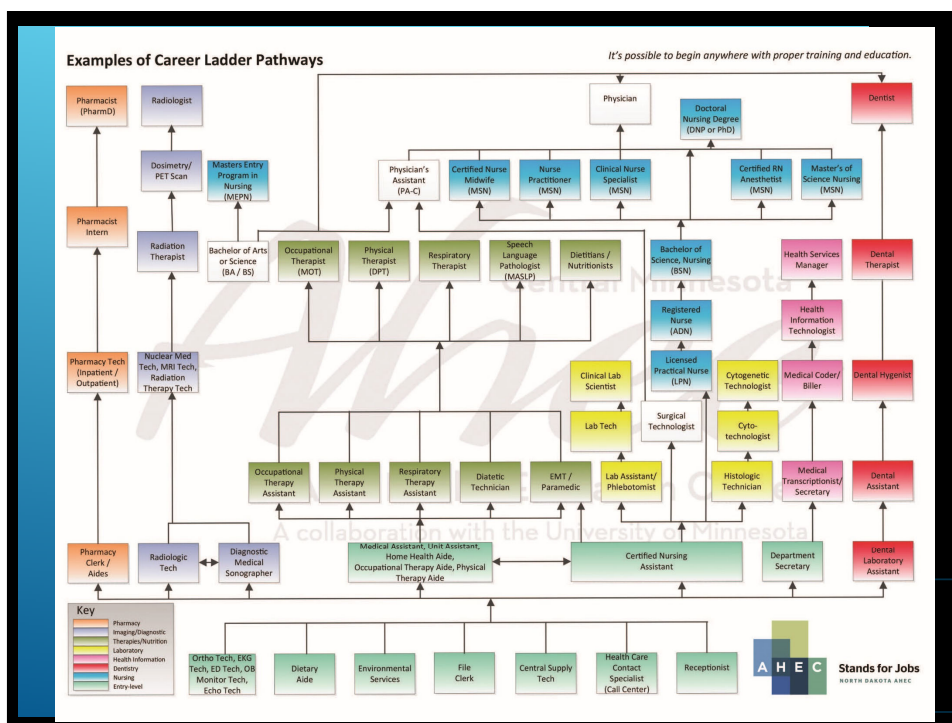 Examples of Career Ladder Pathways
It's possible to begin anywhere with proper training and education.
Pharmacist
(PharmD)
Radiologist
Physician
Doctoral
Nursing Degree
(DNP or PhD)
Dentist
Dosimetry/
PET Scan
Masters Entry
Program in
Nursing
(MEPN)
Physician's
Assistant
(PA-C)
Certified Nurse
Midwife
(MSN)
Nurse
Practitioner
(MSN)
Clinical Nurse
Specialist
(MSN)
Certified RN
Anesthetist
(MSN)
Master's of
Science Nursing
(MSN)
Pharmacist
Intern
Radiation
Therapist
Bachelor of Arts
or Science
(BA / BS)
Occupational
Therapist
(MOT)
Physical
Therapist
(DPT)
Respiratory
Therapist
Speech
Language
Pathologist
(MASLP)
Dietitians /
Nutritionists
Bachelor of
Science, Nursing
(BSN)
Health Services
Manager
Dental
Therapist
Central Minnesota
Ahec
Registered
Nurse
(ADN)
Health
Information
Technologist
Pharmacy Tech
(Inpatient /
Outpatient)
Nuclear Med
Tech, MRI Tech,
Radiation
Therapy Tech
Clinical Lab
Scientist
Licensed
Practical Nurse
(LPN)
Cytogenetic
Technologist
Medical Coder/
Biller
Dental Hygenist
Lab Tech
Surgical
Technologist
Cyto-
technologist
Occupational
Therapy
Assistant
Physical
Therapy
Assistant
Respiratory
Therapy
Assistant
Diatetic
Technician
EMT /
Paramedic
Lab Assistant/
Phlebotomist
Histologic
Technician
Medical
Transcriptionist/
Secretary
Dental
Assistant
A collaboration with the University of Minnesota
Pharmacy
Clerk /
Aides
Radiologic
Tech
Diagnostic
Medical
Sonographer
Medical Assistant, Unit Assistant,
Home Health Aide,
Occupational Therapy Aide, Physical
Therapy Aide
Certified Nursing
Assistant
Department
Secretary
Dental
Laboratory
Assistant
Key
Pharmacy
Imaging/Diagnostic
Therapies/Nutrition
Laboratory
Health Information
Dentistry
Nursing
Entry-level
Ortho Tech, EKG
Tech, ED Tech, OB
Monitor Tech,
Echo Tech
Dietary
Aide
Environmental
Services
File
Clerk
Central Supply
Tech
Health Care
Contact
Specialist
(Call Center)
Receptionist
AHEC
Stands for Jobs
NORTH DAKOTA AHEC